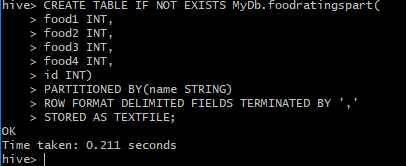 hive> CREATE TABLE IF NOT EXISTS MyDb.foodratingspart(
    > food1 INT,
    > food2 INT,
    > food3 INT,
    > food4 INT,
    > id INT)
    > PARTITIONED BY(name STRING)
    > ROW FORMAT DELIMITED FIELDS TERMINATED BY ','
    > STORED AS TEXTFILE;
OK
Time taken: 0.211 seconds
hive>